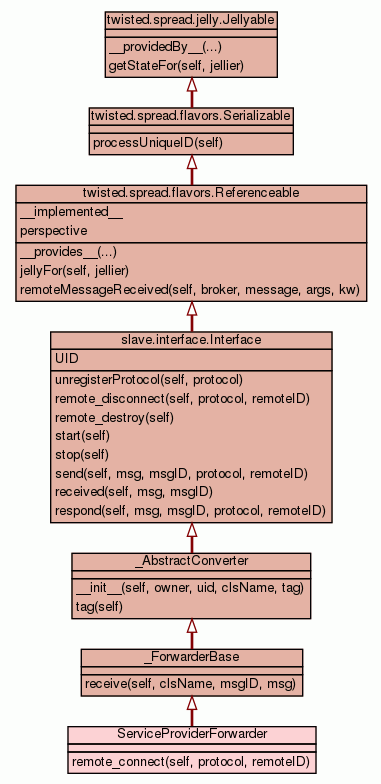 twisted.spread.jelly.Jellyable
__providedBy__(...)
getStateFor(self, jellier)
twisted.spread.flavors.Serializable
processUniqueID(self)
twisted.spread.flavors.Referenceable
__implemented__
perspective
__provides__(...)
jellyFor(self, jellier)
remoteMessageReceived(self, broker, message, args, kw)
slave.interface.Interface
UID
unregisterProtocol(self, protocol)
remote_disconnect(self, protocol, remoteID)
remote_destroy(self)
start(self)
stop(self)
send(self, msg, msgID, protocol, remoteID)
received(self, msg, msgID)
respond(self, msg, msgID, protocol, remoteID)
_AbstractConverter
__init__(self, owner, uid, clsName, tag)
tag(self)
_ForwarderBase
receive(self, clsName, msgID, msg)
ServiceProviderForwarder
remote_connect(self, protocol, remoteID)